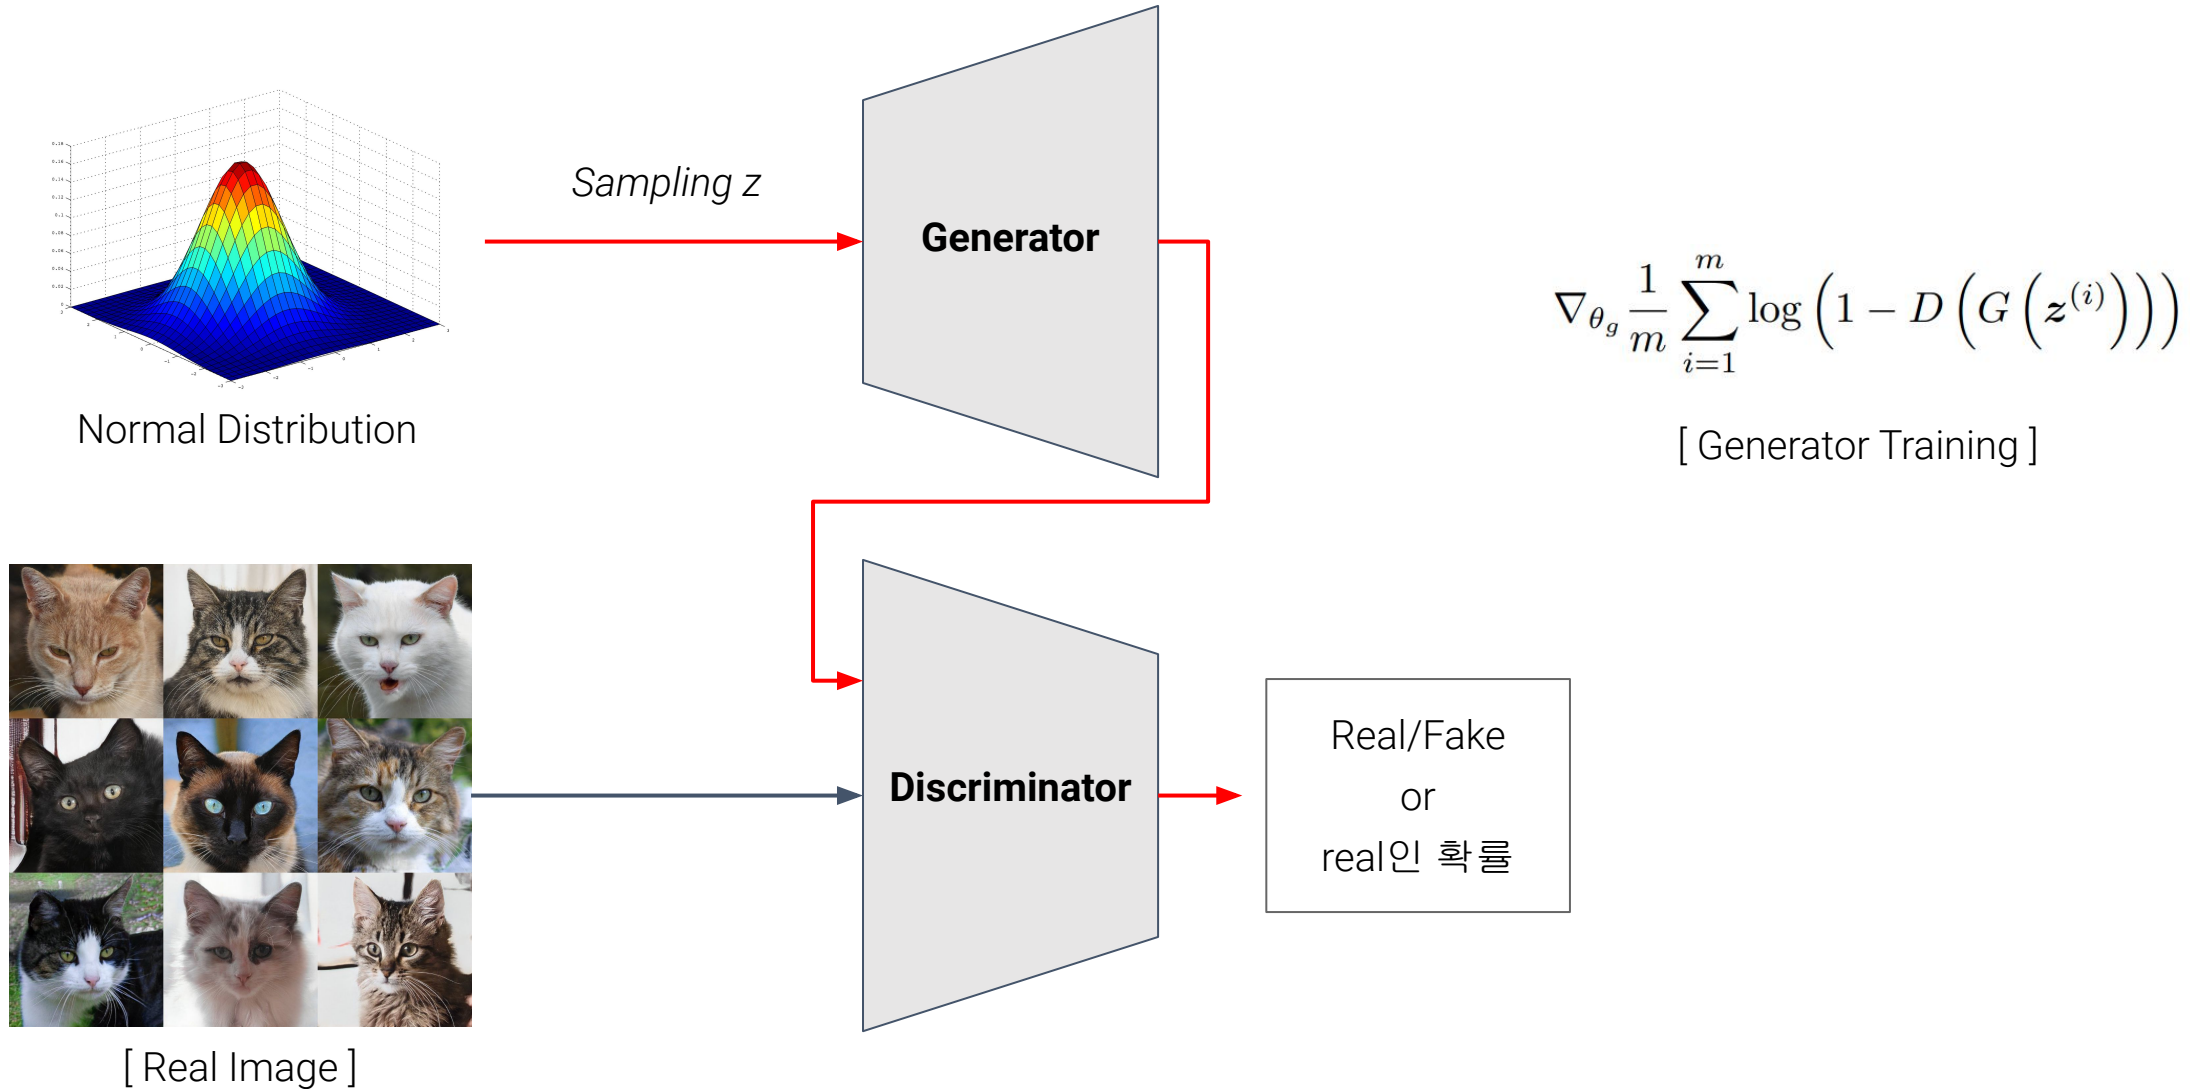 Sampling z
Generator
Normal Distribution
∇θg 1/m ∑i=1m log (1 − D (G (z(i))))
[ Generator Training ]
Discriminator
Real/Fake
or
real인 확률
[ Real Image ]